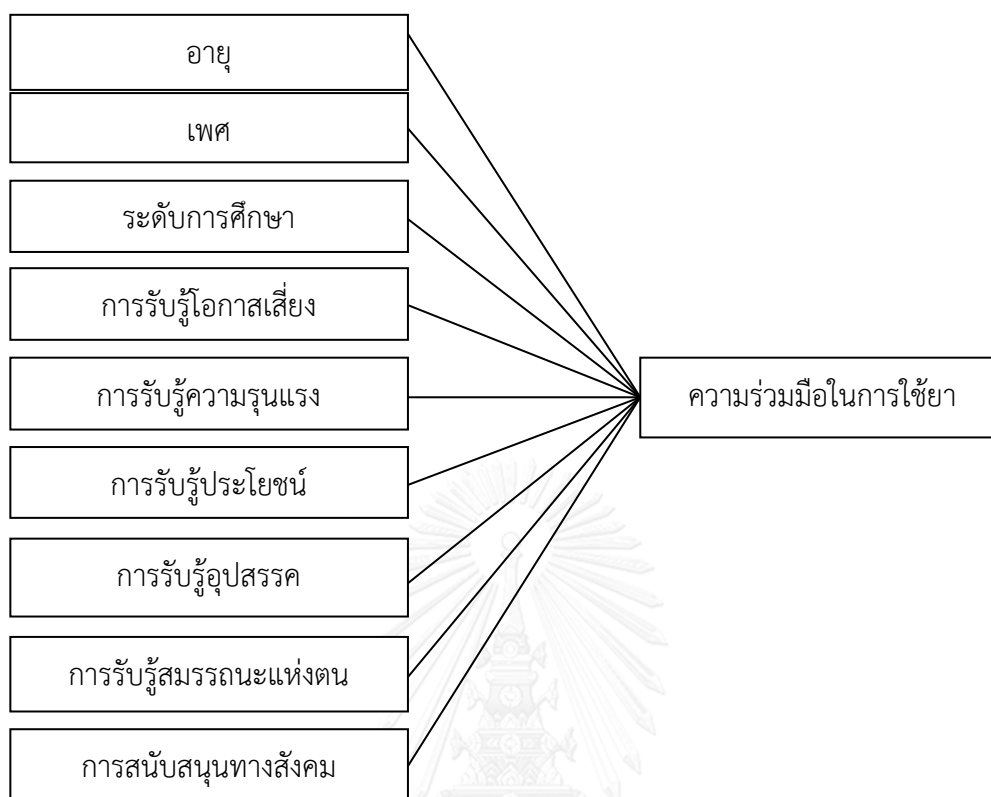 อายุ
เพศ
ระดับการศึกษา
การรับรู้โอกาสเสี่ยง
การรับรู้ความรุนแรง
การรับรู้ประโยชน์
การรับรู้อุปสรรค
การรับรู้สมรรถนะแห่งตน
การสนับสนุนทางสังคม
ความร่วมมือในการใช้ยา